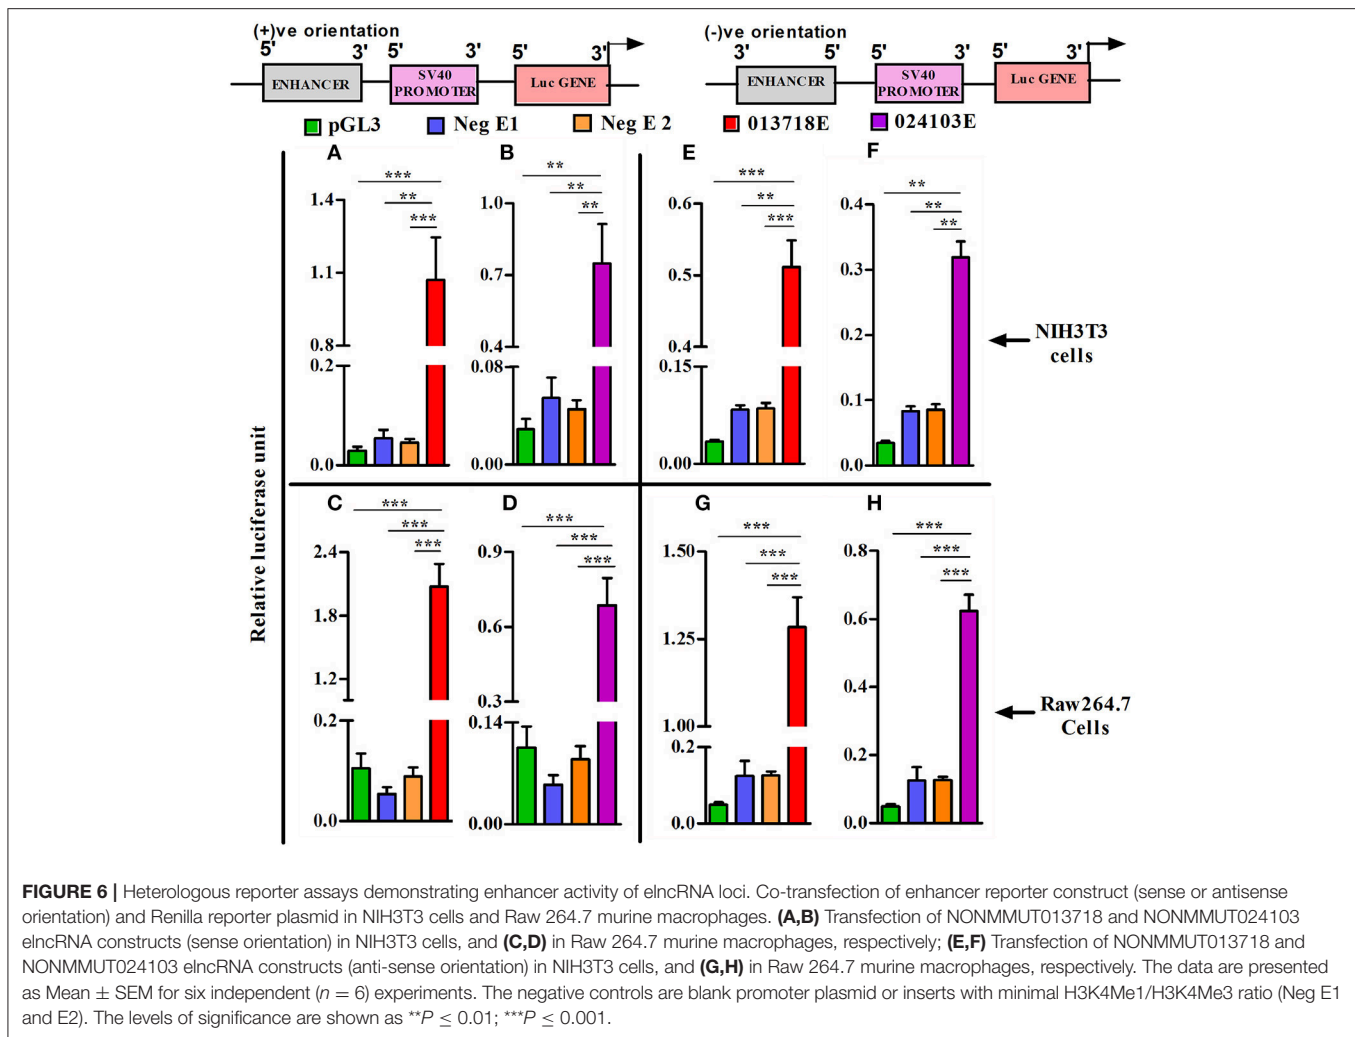 (+)ve orientation
5' 3' 5' 3' 5' 3'
ENHANCER
SV40
PROMOTER
Luc GENE
(-)ve orientation
3' 5' 5' 3' 5' 3'
ENHANCER
SV40
PROMOTER
Luc GENE
pGL3 Neg E1 Neg E 2 013718E 024103E
Relative luciferase unit
A
***
**
***
1.4
1.1
0.8
0.2
0.0
B
**
**
**
1.0
0.7
0.4
0.08
0.00
E
***
**
***
0.6
0.5
0.4
0.15
0.00
F
**
**
**
0.4
0.3
0.2
0.1
0.0
NIH3T3
cells
C
***
***
***
2.4
1.8
1.2
0.2
0.0
D
***
***
***
0.9
0.6
0.3
0.14
0.00
G
***
***
***
1.50
1.25
1.00
0.2
0.0
H
***
***
***
0.8
0.6
0.4
0.2
0.0
Raw264.7
Cells
FIGURE 6 | Heterologous reporter assays demonstrating enhancer activity of elncRNA loci. Co-transfection of enhancer reporter construct (sense or antisense
orientation) and Renilla reporter plasmid in NIH3T3 cells and Raw 264.7 murine macrophages. (A,B) Transfection of NONMMUT013718 and NONMMUT024103
elncRNA constructs (sense orientation) in NIH3T3 cells, and (C,D) in Raw 264.7 murine macrophages, respectively; (E,F) Transfection of NONMMUT013718 and
NONMMUT024103 elncRNA constructs (anti-sense orientation) in NIH3T3 cells, and (G,H) in Raw 264.7 murine macrophages, respectively. The data are presented
as Mean ± SEM for six independent (n = 6) experiments. The negative controls are blank promoter plasmid or inserts with minimal H3K4Me1/H3K4Me3 ratio (Neg E1
and E2). The levels of significance are shown as **P ≤ 0.01; ***P ≤ 0.001.